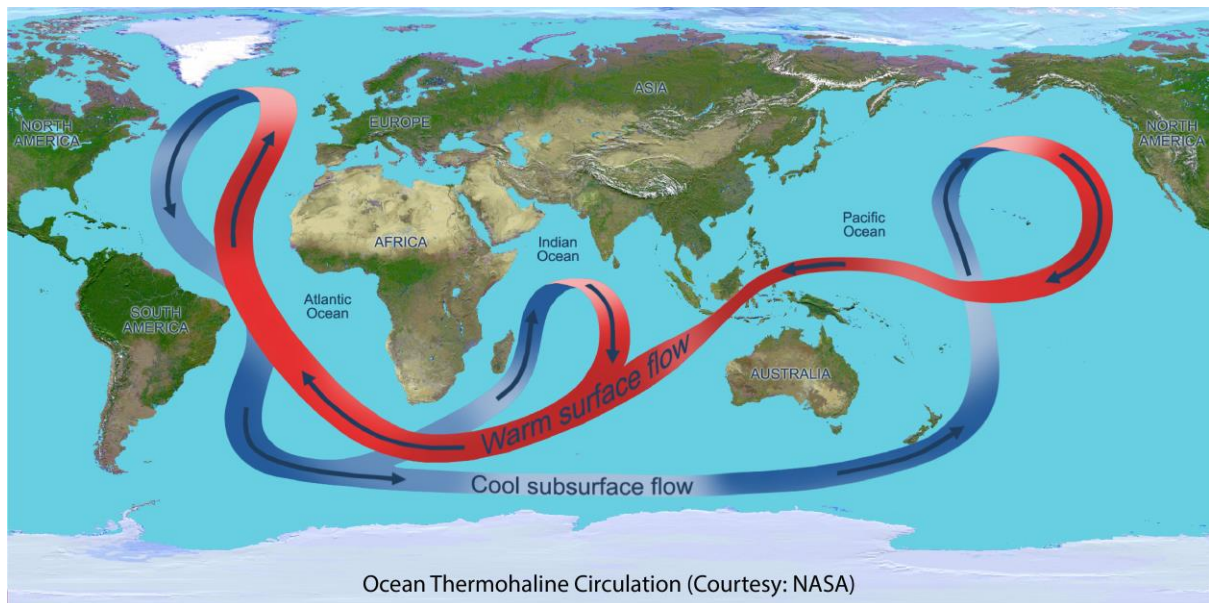 NORTH
AMERICA
EUROPE
ASIA
NORTH
AMERICA
AFRICA
Indian
Ocean
Pacific
Ocean
SOUTH
AMERICA
Atlantic
Ocean
AUSTRALIA
Warm surface flow
Cool subsurface flow
Ocean Thermohaline Circulation (Courtesy: NASA)